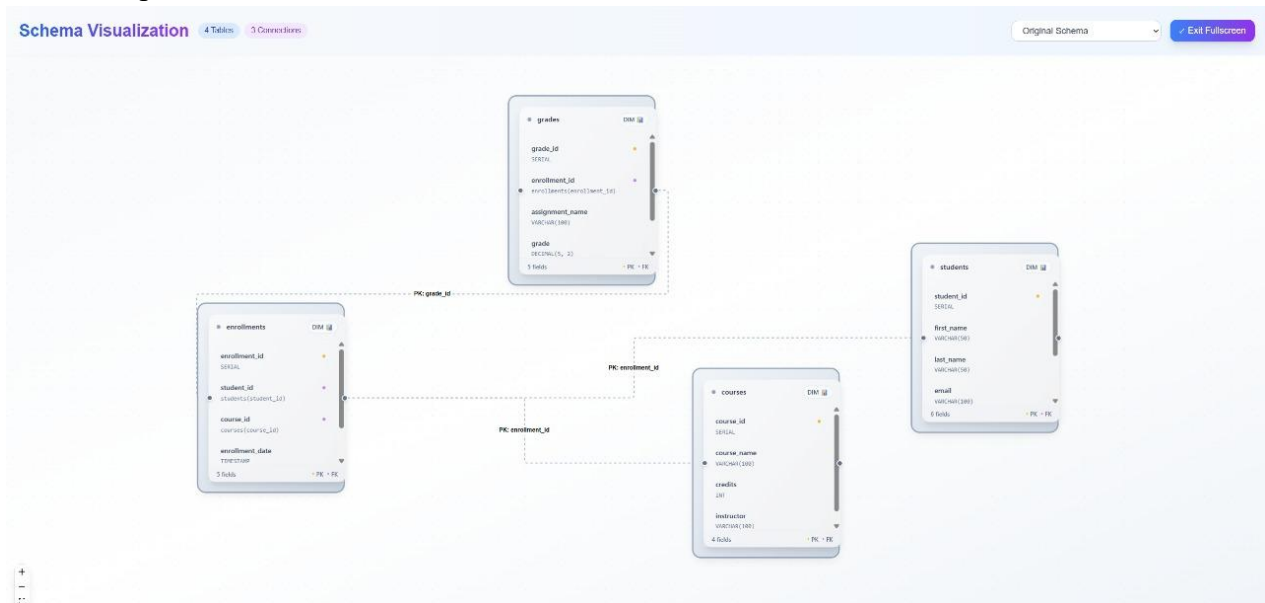 Schema Visualization 4 Tables 3 Connections Original Schema ✓ Exit Fullscreen
grades DIM
grade_id
SERIAL
enrollment_id
enrollments(enrollment_id)
assignment_name
VARCHAR(100)
grade
DECIMAL(5, 2)
5 fields • PK • FK
PK: grade_id
enrollments DIM
enrollment_id
SERIAL
student_id
students(student_id)
course_id
courses(course_id)
enrollment_date
TIMESTAMP
5 fields • PK • FK
PK: enrollment_id
PK: enrollment_id
courses DIM
course_id
SERIAL
course_name
VARCHAR(100)
credits
INT
instructor
VARCHAR(100)
4 fields • PK • FK
students DIM
student_id
SERIAL
first_name
VARCHAR(50)
last_name
VARCHAR(50)
email
VARCHAR(100)
6 fields • PK • FK
+
−